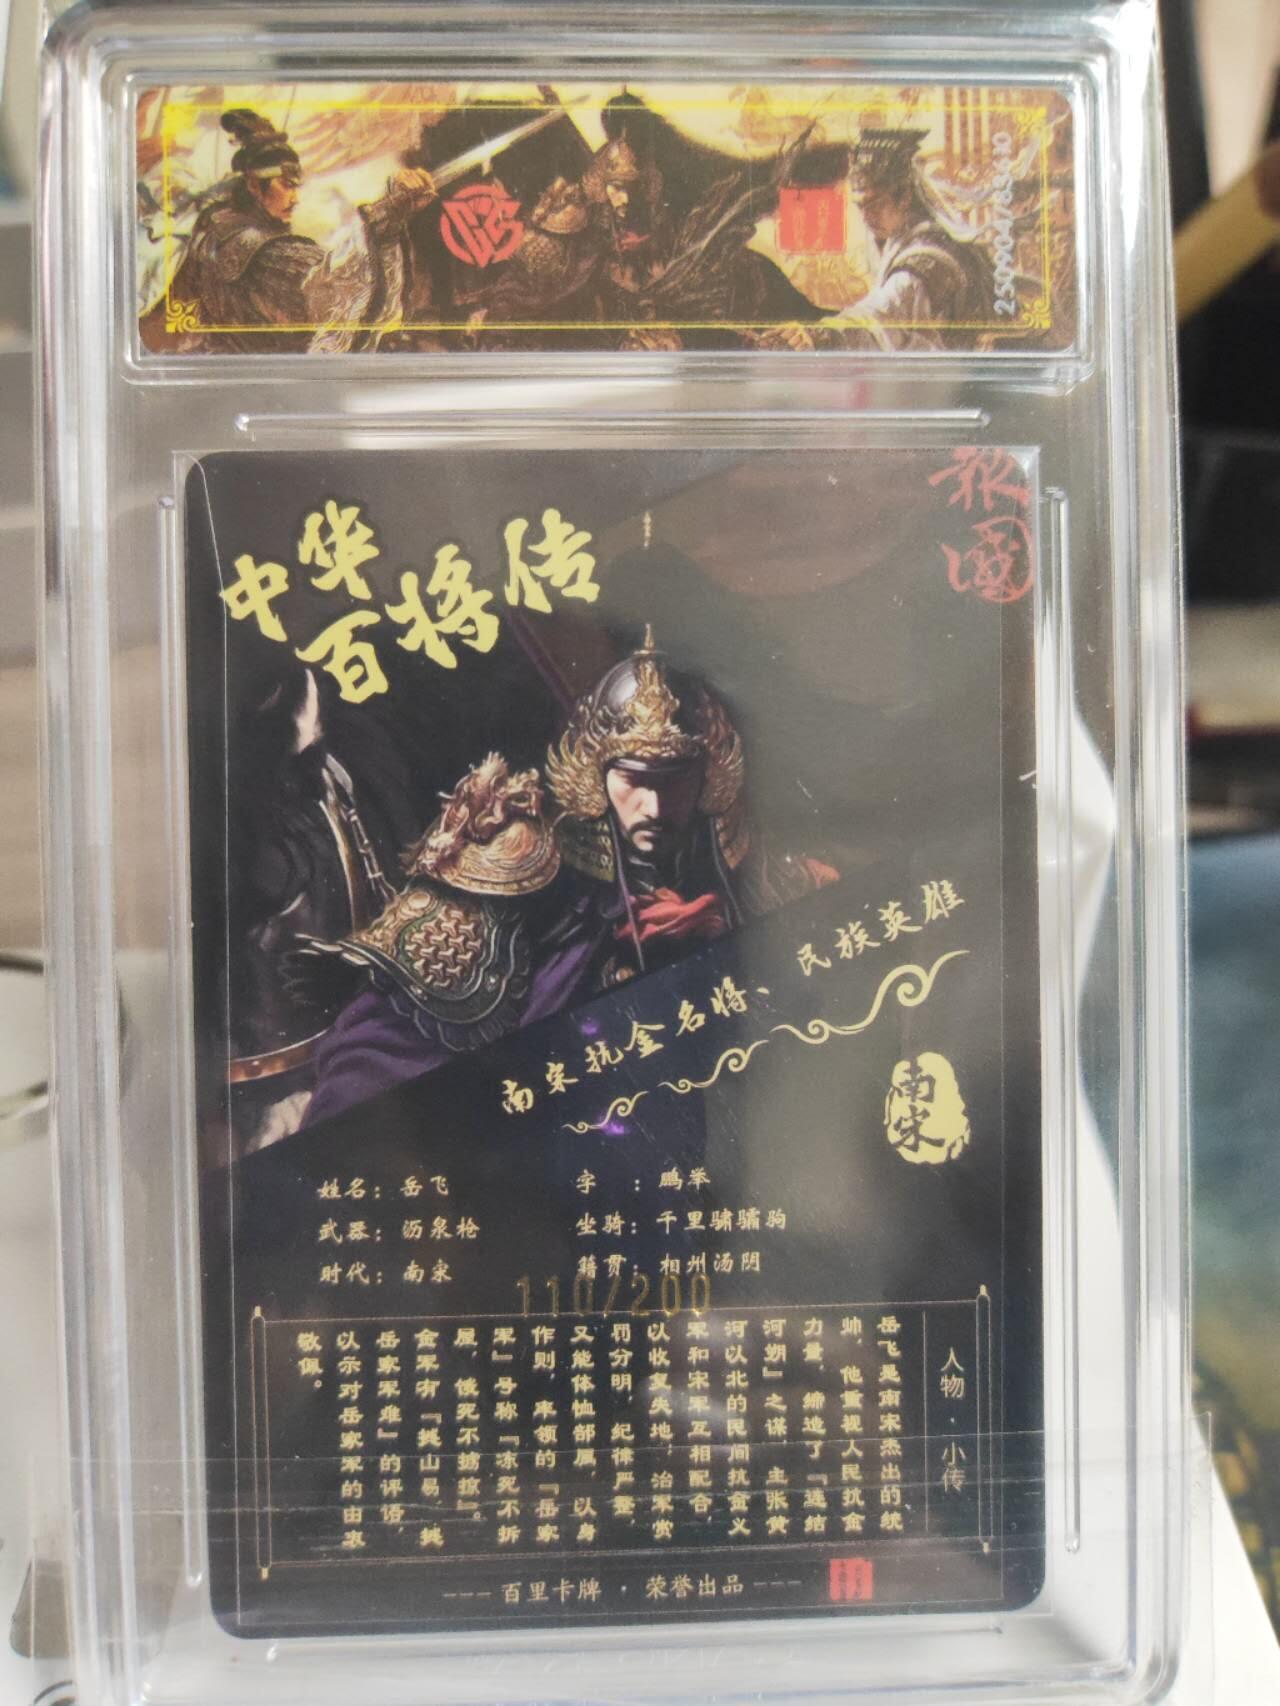 250904783610
報國
中华百将传
南宋抗金名将、民族英雄
南宋
姓名：岳飞
字：鹏举
武器：沥泉枪
坐骑：千里骕骦驹
时代：南宋
籍贯：相州汤阴
110/200
人物·小传
岳飞是南宋杰出的统
帅，他重视人民抗金
力量，缔造了『连结
河朔』之谋，主张黄
河以北的民间抗金义
军和宋军互相配合，
以收复失地；治军赏
罚分明，纪律严整，
又能体恤部属，以身
作则，率领的『岳家
军』号称『冻死不拆
屋，饿死不掳掠』。
金军有『撼山易，撼
岳家军难』的评语，
以示对岳家军的由衷
敬佩。
--- 百里卡牌·荣誉出品 ---